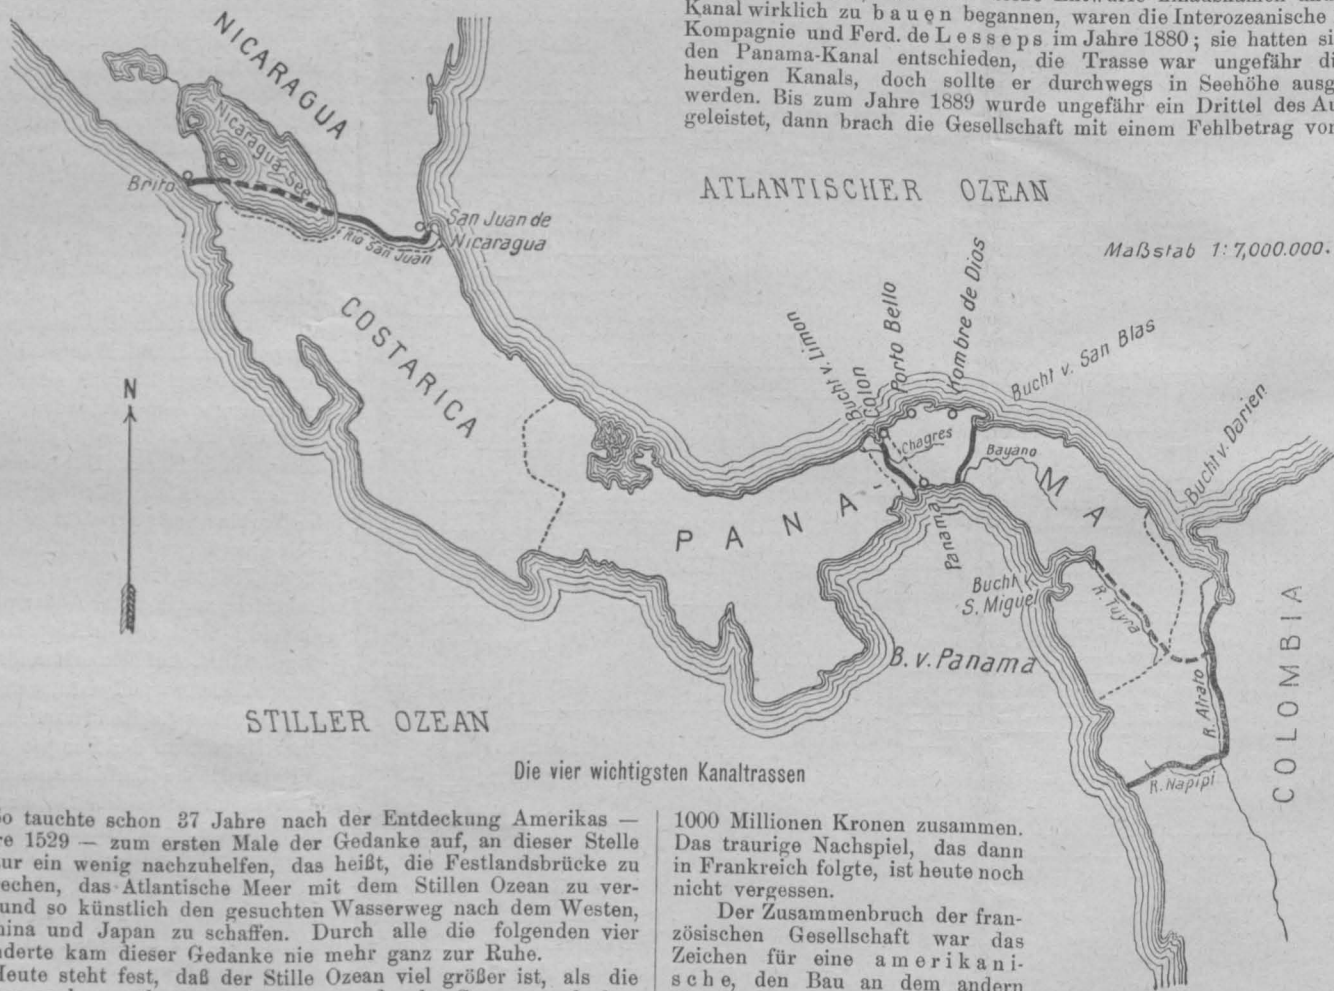 Kanal wirklich zu bauen begannen, waren die Interozeanische
Kompagnie und Ferd. de Lesseps im Jahre 1880; sie hatten si
den Panama-Kanal entschieden, die Trasse war ungefähr di
heutigen Kanals, doch sollte er durchwegs in Seehöhe ausg
werden. Bis zum Jahre 1889 wurde ungefähr ein Drittel des Au
geleistet, dann brach die Gesellschaft mit einem Fehlbetrag vor
NICARAGUA
Nicaragua See
Brito
San Juan de
Nicaragua
Rio San Juan
ATLANTISCHER OZEAN
Maßstab 1:7,000.000.
COSTARICA
N
Bucht v. Limon
Colon
Porto Bello
Nombre de Dios
Bucht v. San Blas
Bucht v. Darien
Chagres
Bayano
PANAMA
Panama
Bucht
S. Miguel
R. Tuyra
B. v. Panama
R. Atrato
R. Napipi
COLOMBIA
STILLER OZEAN
Die vier wichtigsten Kanaltrassen
o tauchte schon 37 Jahre nach der Entdeckung Amerikas —
re 1529 — zum ersten Male der Gedanke auf, an dieser Stelle
ur ein wenig nachzuhelfen, das heißt, die Festlandsbrücke zu
echen, das Atlantische Meer mit dem Stillen Ozean zu ver-
und so künstlich den gesuchten Wasserweg nach dem Westen,
hina und Japan zu schaffen. Durch alle die folgenden vier
nderte kam dieser Gedanke nie mehr ganz zur Ruhe.
Heute steht fest, daß der Stille Ozean viel größer ist, als die
1000 Millionen Kronen zusammen.
Das traurige Nachspiel, das dann
in Frankreich folgte, ist heute noch
nicht vergessen.
Der Zusammenbruch der fran-
zösischen Gesellschaft war das
Zeichen für eine amerikani-
sche, den Bau an dem andern